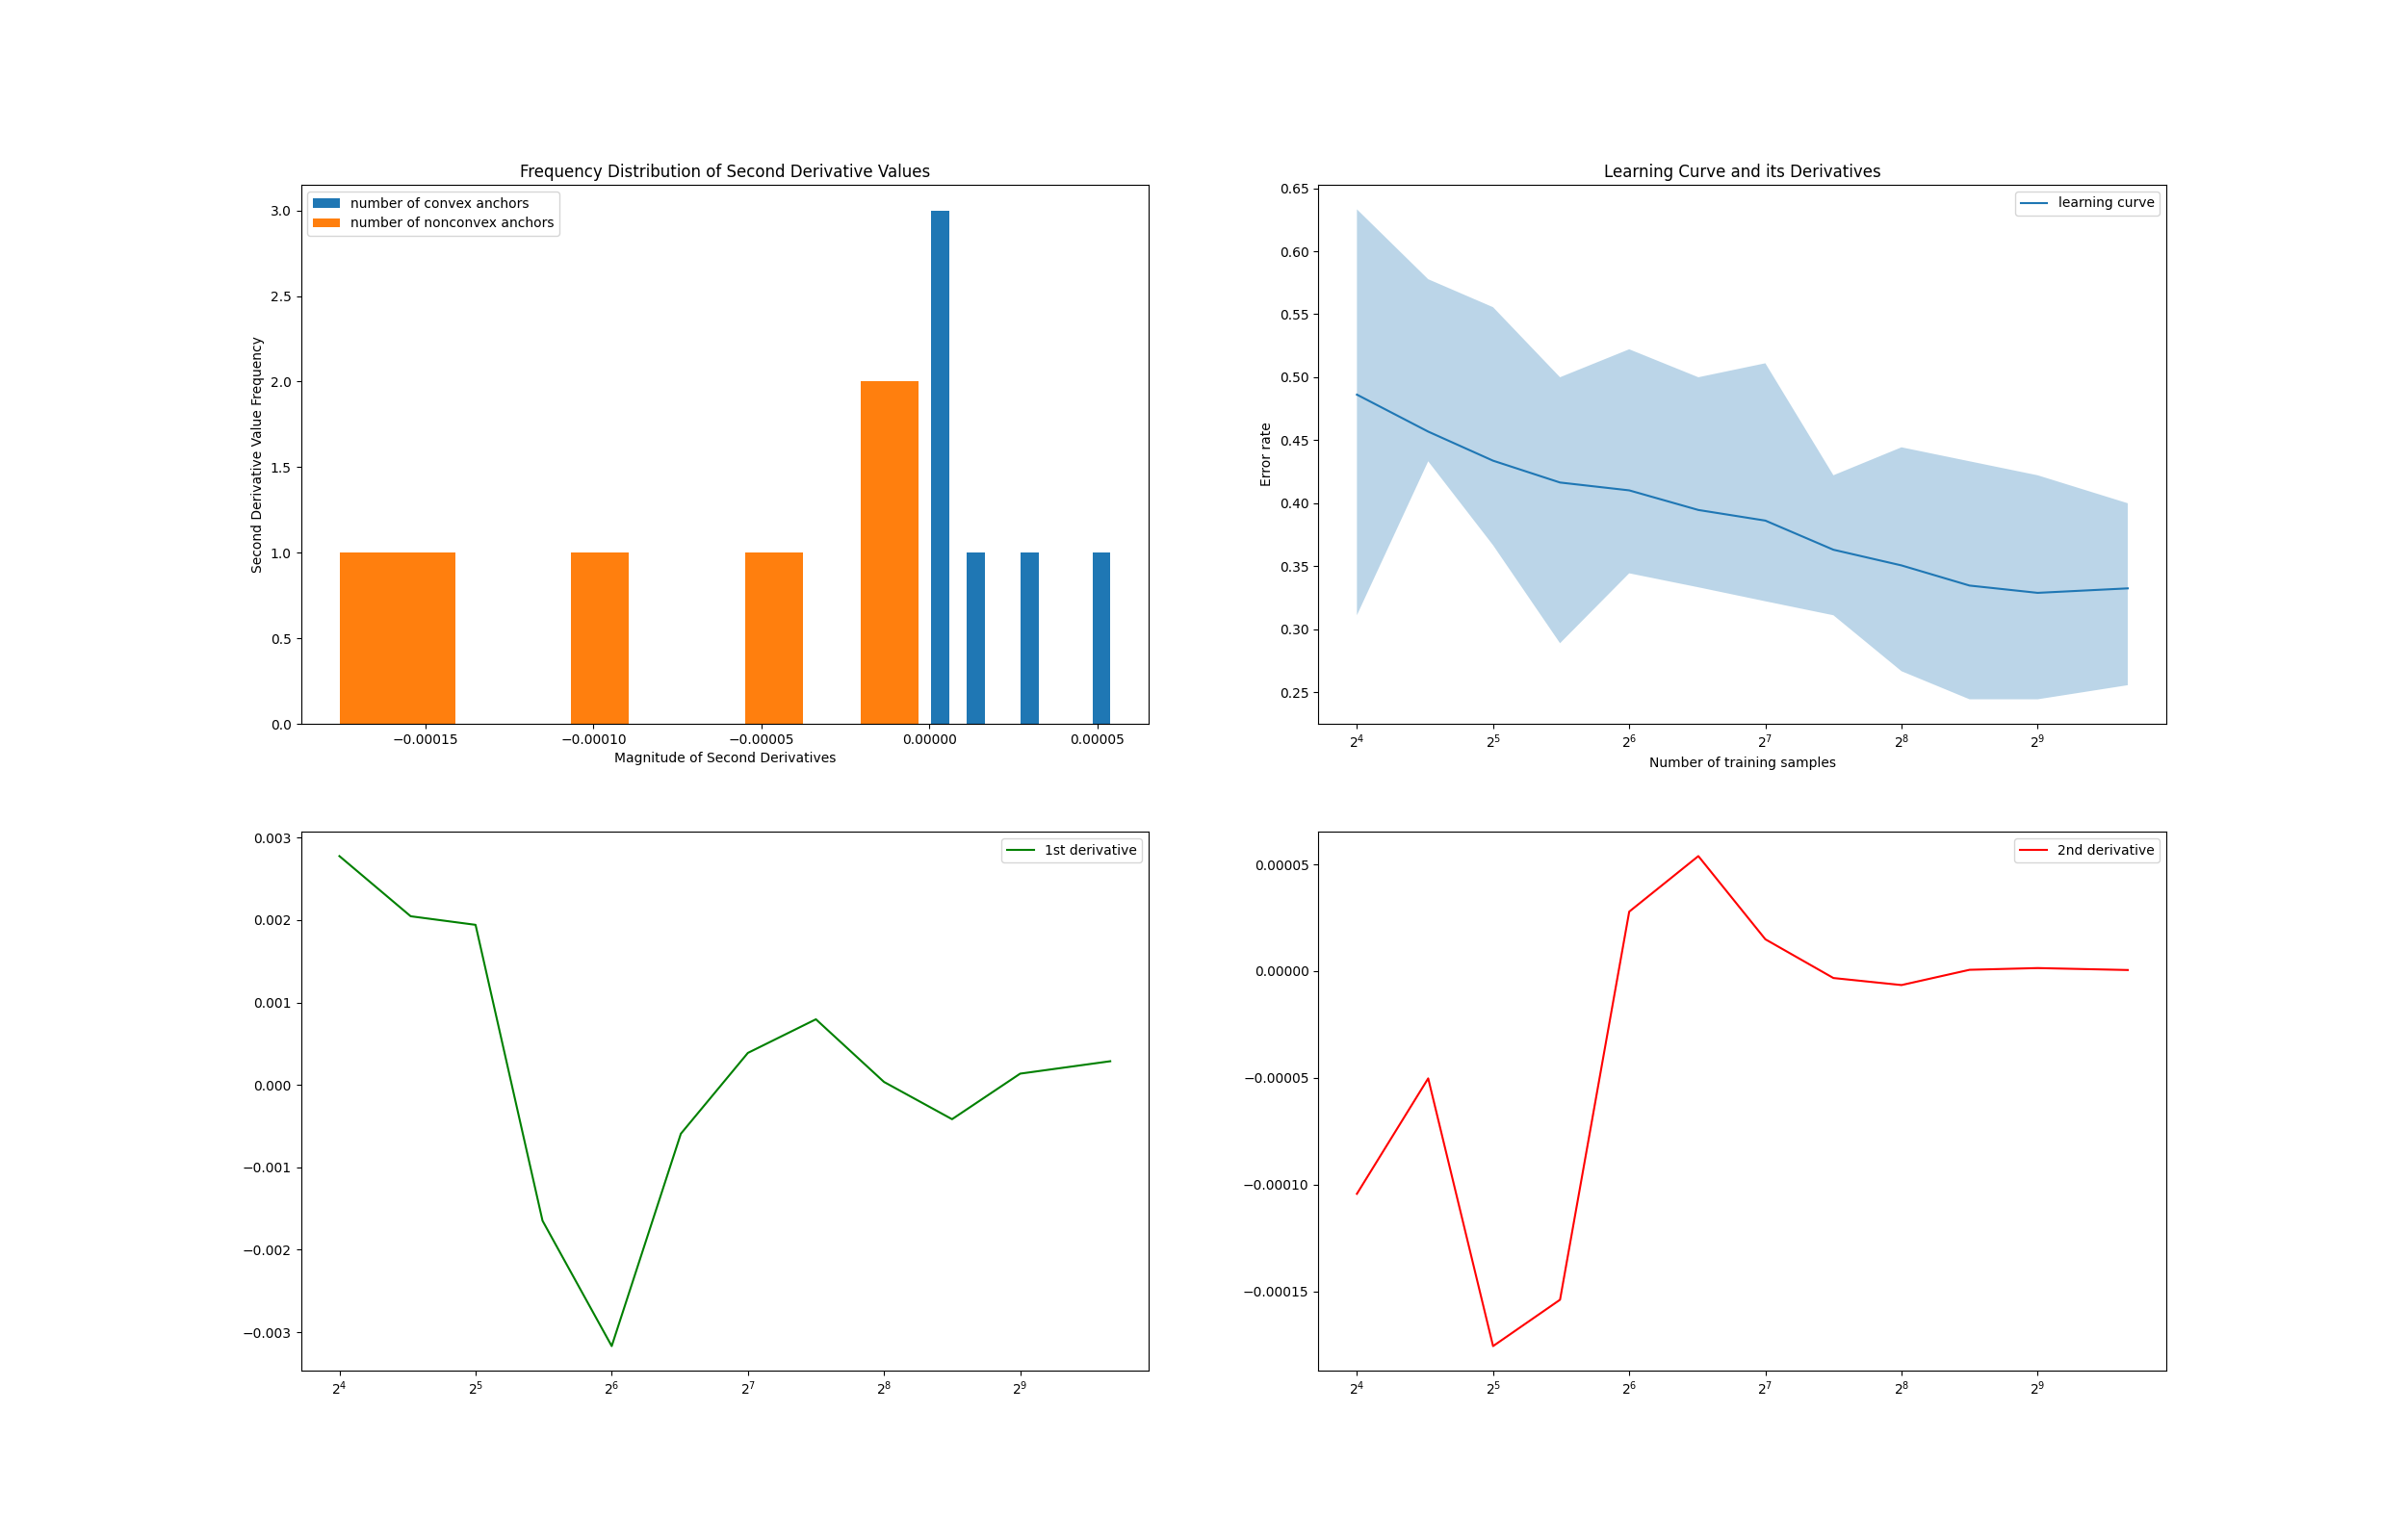 Frequency Distribution of Second Derivative Values
number of convex anchors
number of nonconvex anchors
Second Derivative Value Frequency
3.0
2.5
2.0
1.5
1.0
0.5
0.0
−0.00015 −0.00010 −0.00005 0.00000 0.00005
Magnitude of Second Derivatives
Learning Curve and its Derivatives
learning curve
Error rate
0.65
0.60
0.55
0.50
0.45
0.40
0.35
0.30
0.25
2⁴ 2⁵ 2⁶ 2⁷ 2⁸ 2⁹
Number of training samples
1st derivative
0.003
0.002
0.001
0.000
−0.001
−0.002
−0.003
2⁴ 2⁵ 2⁶ 2⁷ 2⁸ 2⁹
2nd derivative
0.00005
0.00000
−0.00005
−0.00010
−0.00015
2⁴ 2⁵ 2⁶ 2⁷ 2⁸ 2⁹